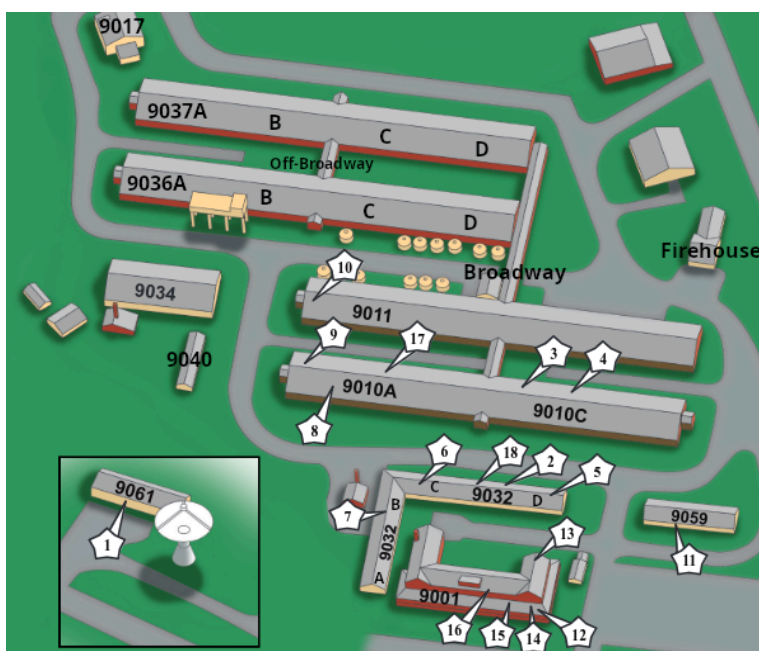 9017
9037A
B
C
D
Off-Broadway
9036A
B
C
D
Firehouse
Broadway
10
9034
9011
9
17
3
4
9040
9010A
9010C
8
6
18
2
5
C
9032
D
9061
7
B
9032
9059
1
13
11
A
9001
16
15
14
12